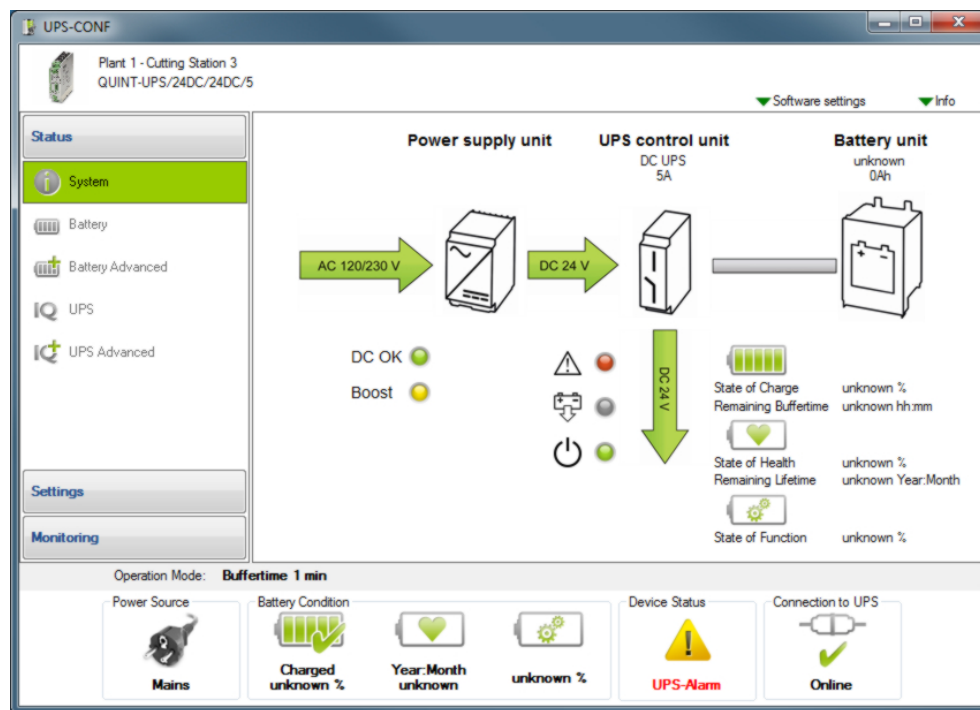 UPS-CONF
Plant 1 - Cutting Station 3
QUINT-UPS/24DC/24DC/5
Software settings Info
Status
System
Battery
Battery Advanced
IQ UPS
IQ UPS Advanced
Settings
Monitoring
Power supply unit UPS control unit Battery unit
DC UPS unknown
5A 0Ah
AC 120/230 V DC 24 V
DC OK
Boost
DC 24 V
State of Charge unknown %
Remaining Buffertime unknown hh:mm
State of Health unknown %
Remaining Lifetime unknown Year:Month
State of Function unknown %
Operation Mode: Buffertime 1 min
Power Source Battery Condition Device Status Connection to UPS
Charged Year:Month
Mains unknown % unknown unknown % UPS-Alarm Online